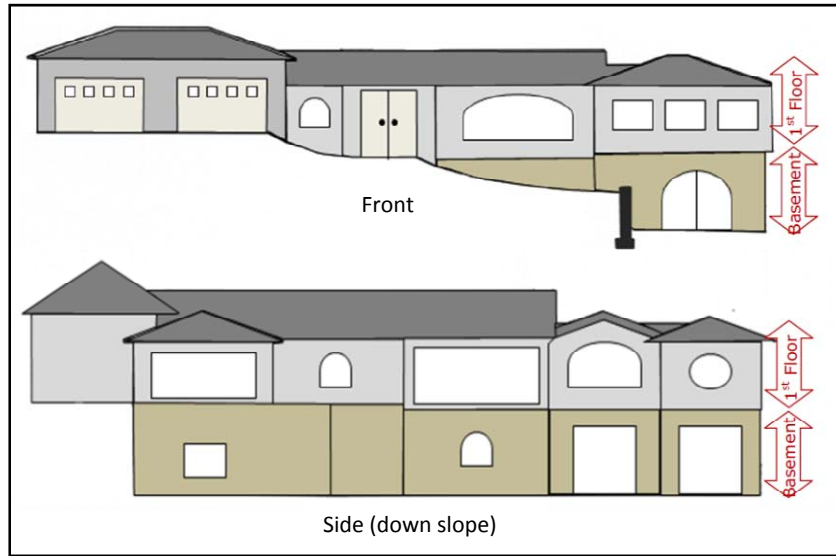 1st Floor
Basement
Front
1st Floor
Basement
Side (down slope)